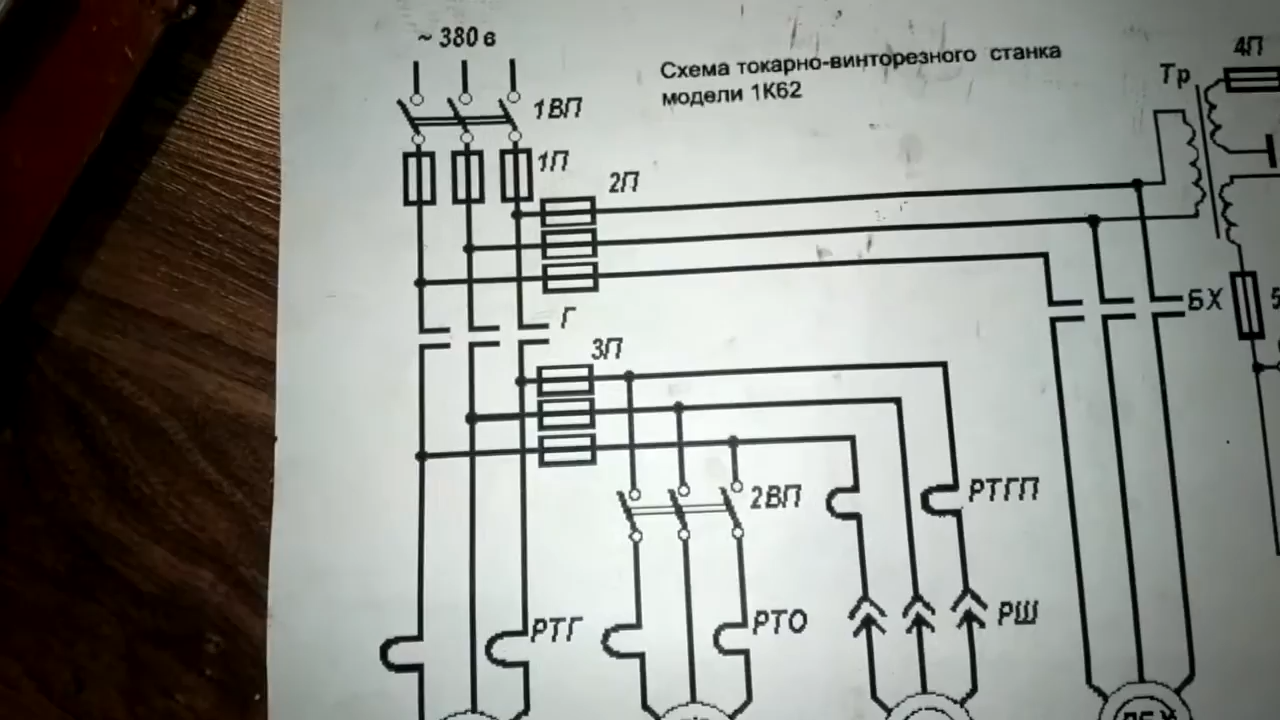 ~ 380 в
Схема токарно-винторезного станка
модели 1К62
4П
Тр
1ВП
1П
2П
БХ
Г
3П
2ВП
РТГП
РТГ
РТО
РШ